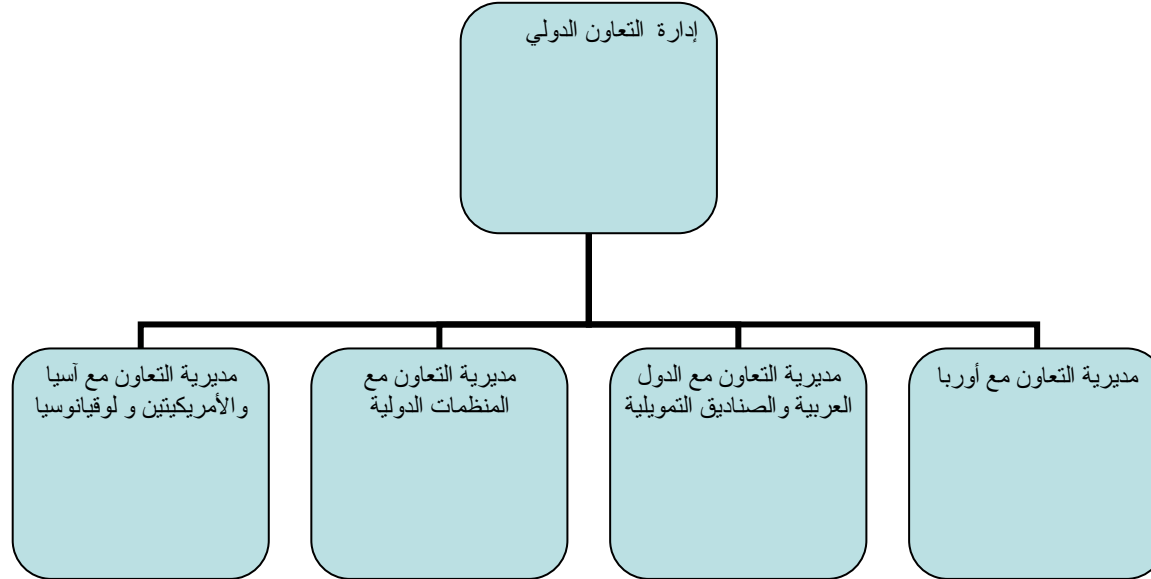 إدارة التعاون الدولي
مديرية التعاون مع أوربا
مديرية التعاون مع الدول
العربية والصناديق التمويلية
مديرية التعاون مع
المنظمات الدولية
مديرية التعاون مع آسيا
والأمريكيتين و لوقيانوسيا